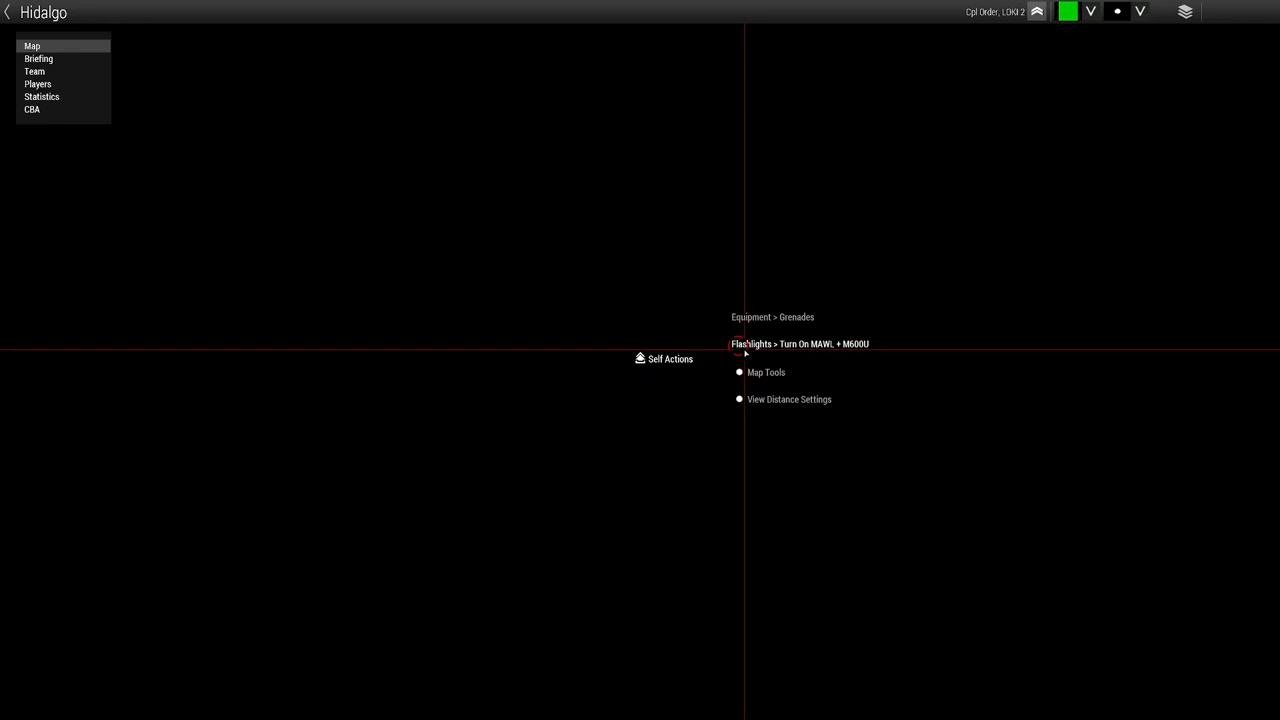 Hidalgo
Cpl Order, LOKI 2
Map
Briefing
Team
Players
Statistics
CBA
Equipment > Grenades
Flashlights > Turn On MAWL + M600U
Self Actions
Map Tools
View Distance Settings